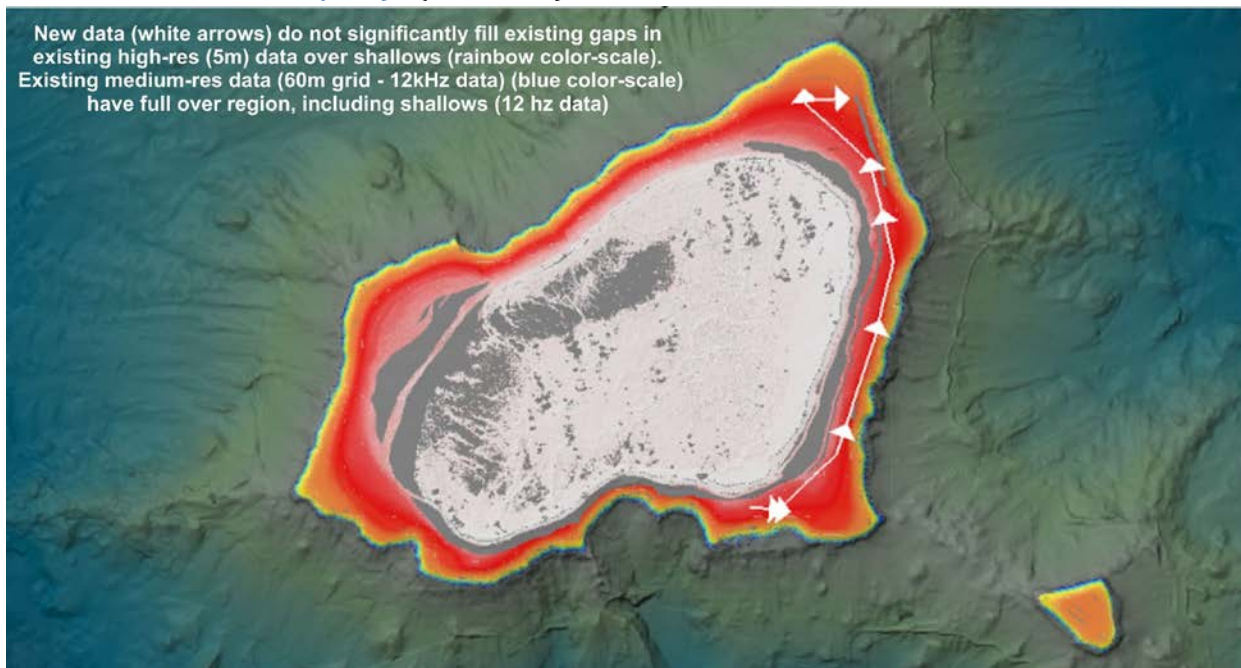 New data (white arrows) do not significantly fill existing gaps in
existing high-res (5m) data over shallows (rainbow color-scale).
Existing medium-res data (60m grid - 12kHz data) (blue color-scale)
have full over region, including shallows (12 hz data)